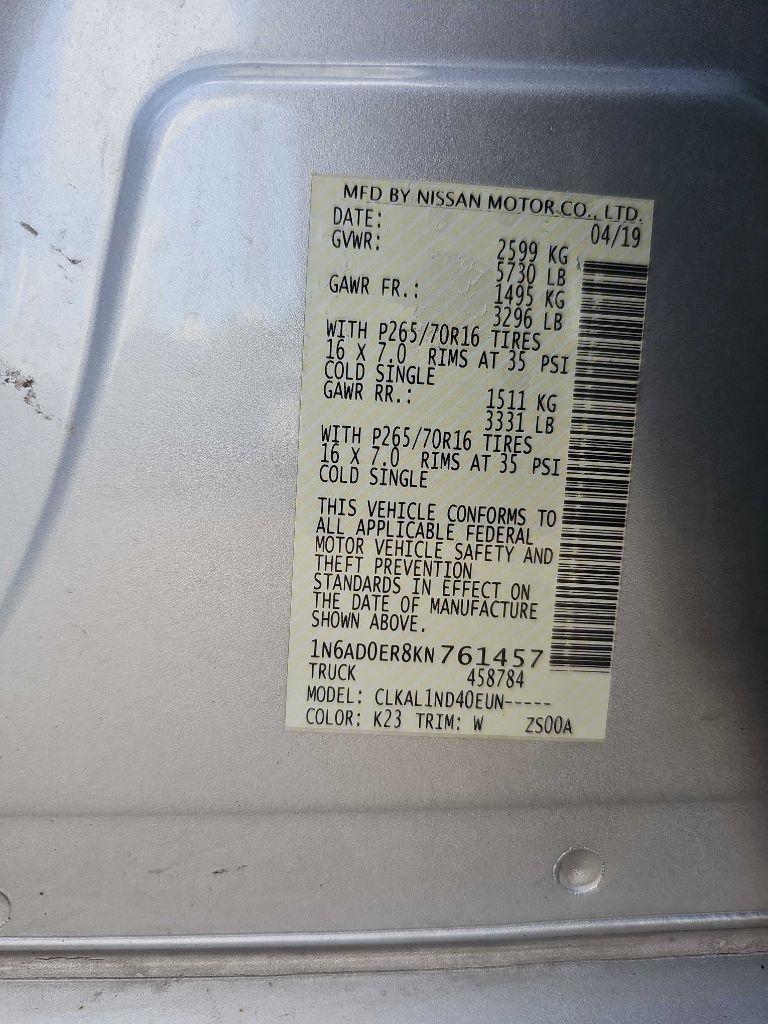 MFD BY NISSAN MOTOR CO., LTD.
DATE: 04/19
GVWR: 2599 KG
5730 LB
GAWR FR.: 1495 KG
3296 LB
WITH P265/70R16 TIRES
16 X 7.0 RIMS AT 35 PSI
COLD SINGLE
GAWR RR.: 1511 KG
3331 LB
WITH P265/70R16 TIRES
16 X 7.0 RIMS AT 35 PSI
COLD SINGLE
THIS VEHICLE CONFORMS TO
ALL APPLICABLE FEDERAL
MOTOR VEHICLE SAFETY AND
THEFT PREVENTION
STANDARDS IN EFFECT ON
THE DATE OF MANUFACTURE
SHOWN ABOVE.
1N6AD0ER8KN761457
TRUCK 458784
MODEL: CLKAL1ND40EUN-----
COLOR: K23 TRIM: W ZS00A